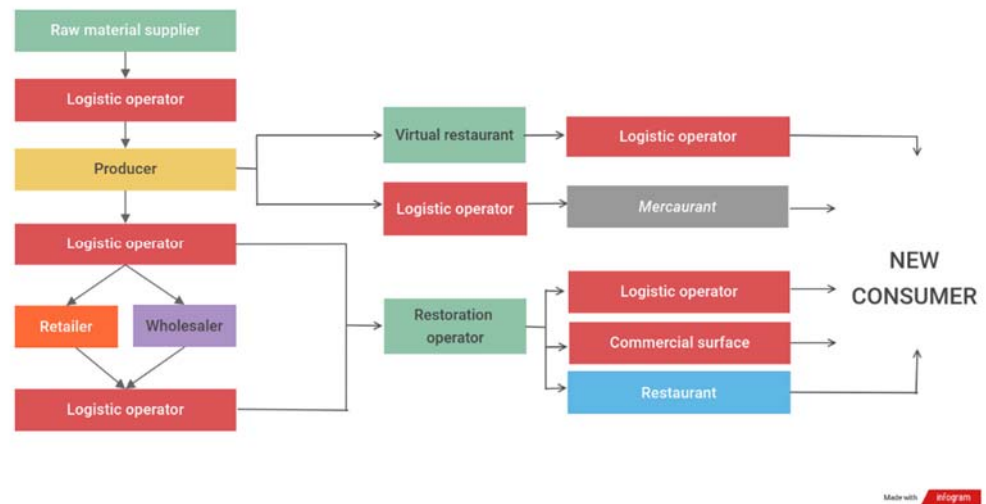 Raw material supplier
Logistic operator
Producer
Logistic operator
Retailer
Wholesaler
Logistic operator
Virtual restaurant
Logistic operator
Logistic operator
Mercaurant
Restoration
operator
Logistic operator
Commercial surface
Restaurant
NEW
CONSUMER
Made with infogram